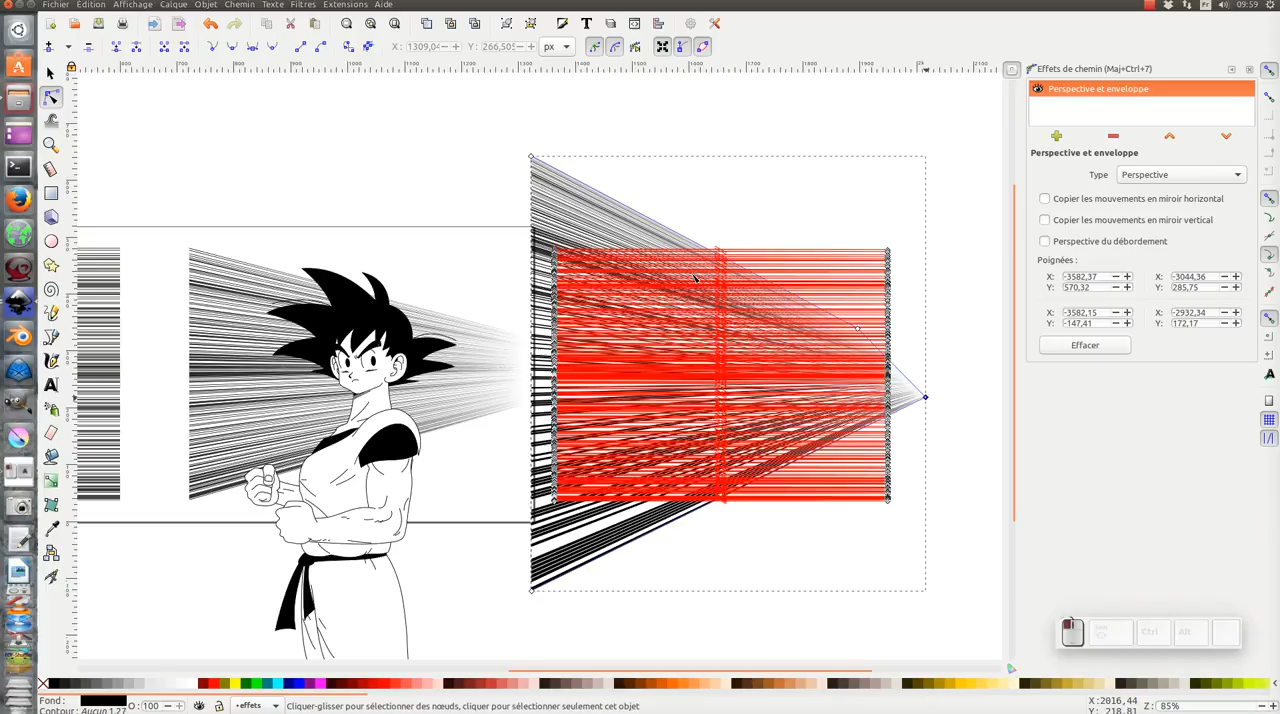 Fichier Édition Affichage Calque Objet Chemin Texte Filtres Extensions Aide
Fr
09:59
X: 1309,04 Y: 266,505 px
Effets de chemin (Maj+Ctrl+7)
Perspective et enveloppe
Perspective et enveloppe
Type Perspective
Copier les mouvements en miroir horizontal
Copier les mouvements en miroir vertical
Perspective du débordement
Poignées :
X: -3582,37 X: -3044,36
Y: 570,32 Y: 285,75
X: -3582,15 X: -2932,34
Y: -147,41 Y: 172,17
Effacer
Ctrl Alt
Fond :
Contour: Aucun 1,27
O: 100
effets
Cliquer-glisser pour sélectionner des nœuds, cliquer pour sélectionner seulement cet objet
X:2016,44
Y: 218,81
Z: 85%